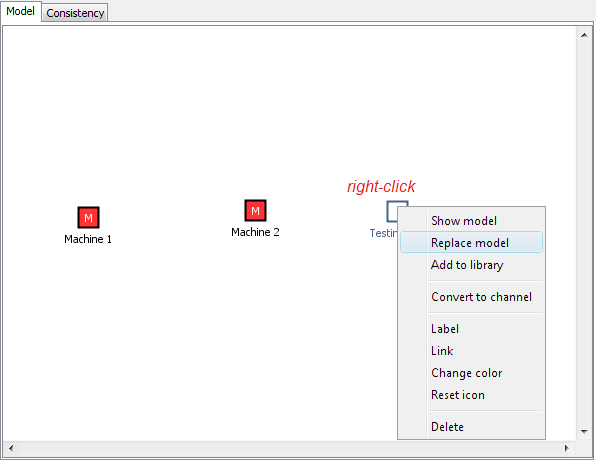 Model Consistency
right-click
M
Machine 1
M
Machine 2
Show model
Replace model
Add to library
Convert to channel
Label
Link
Change color
Reset icon
Delete